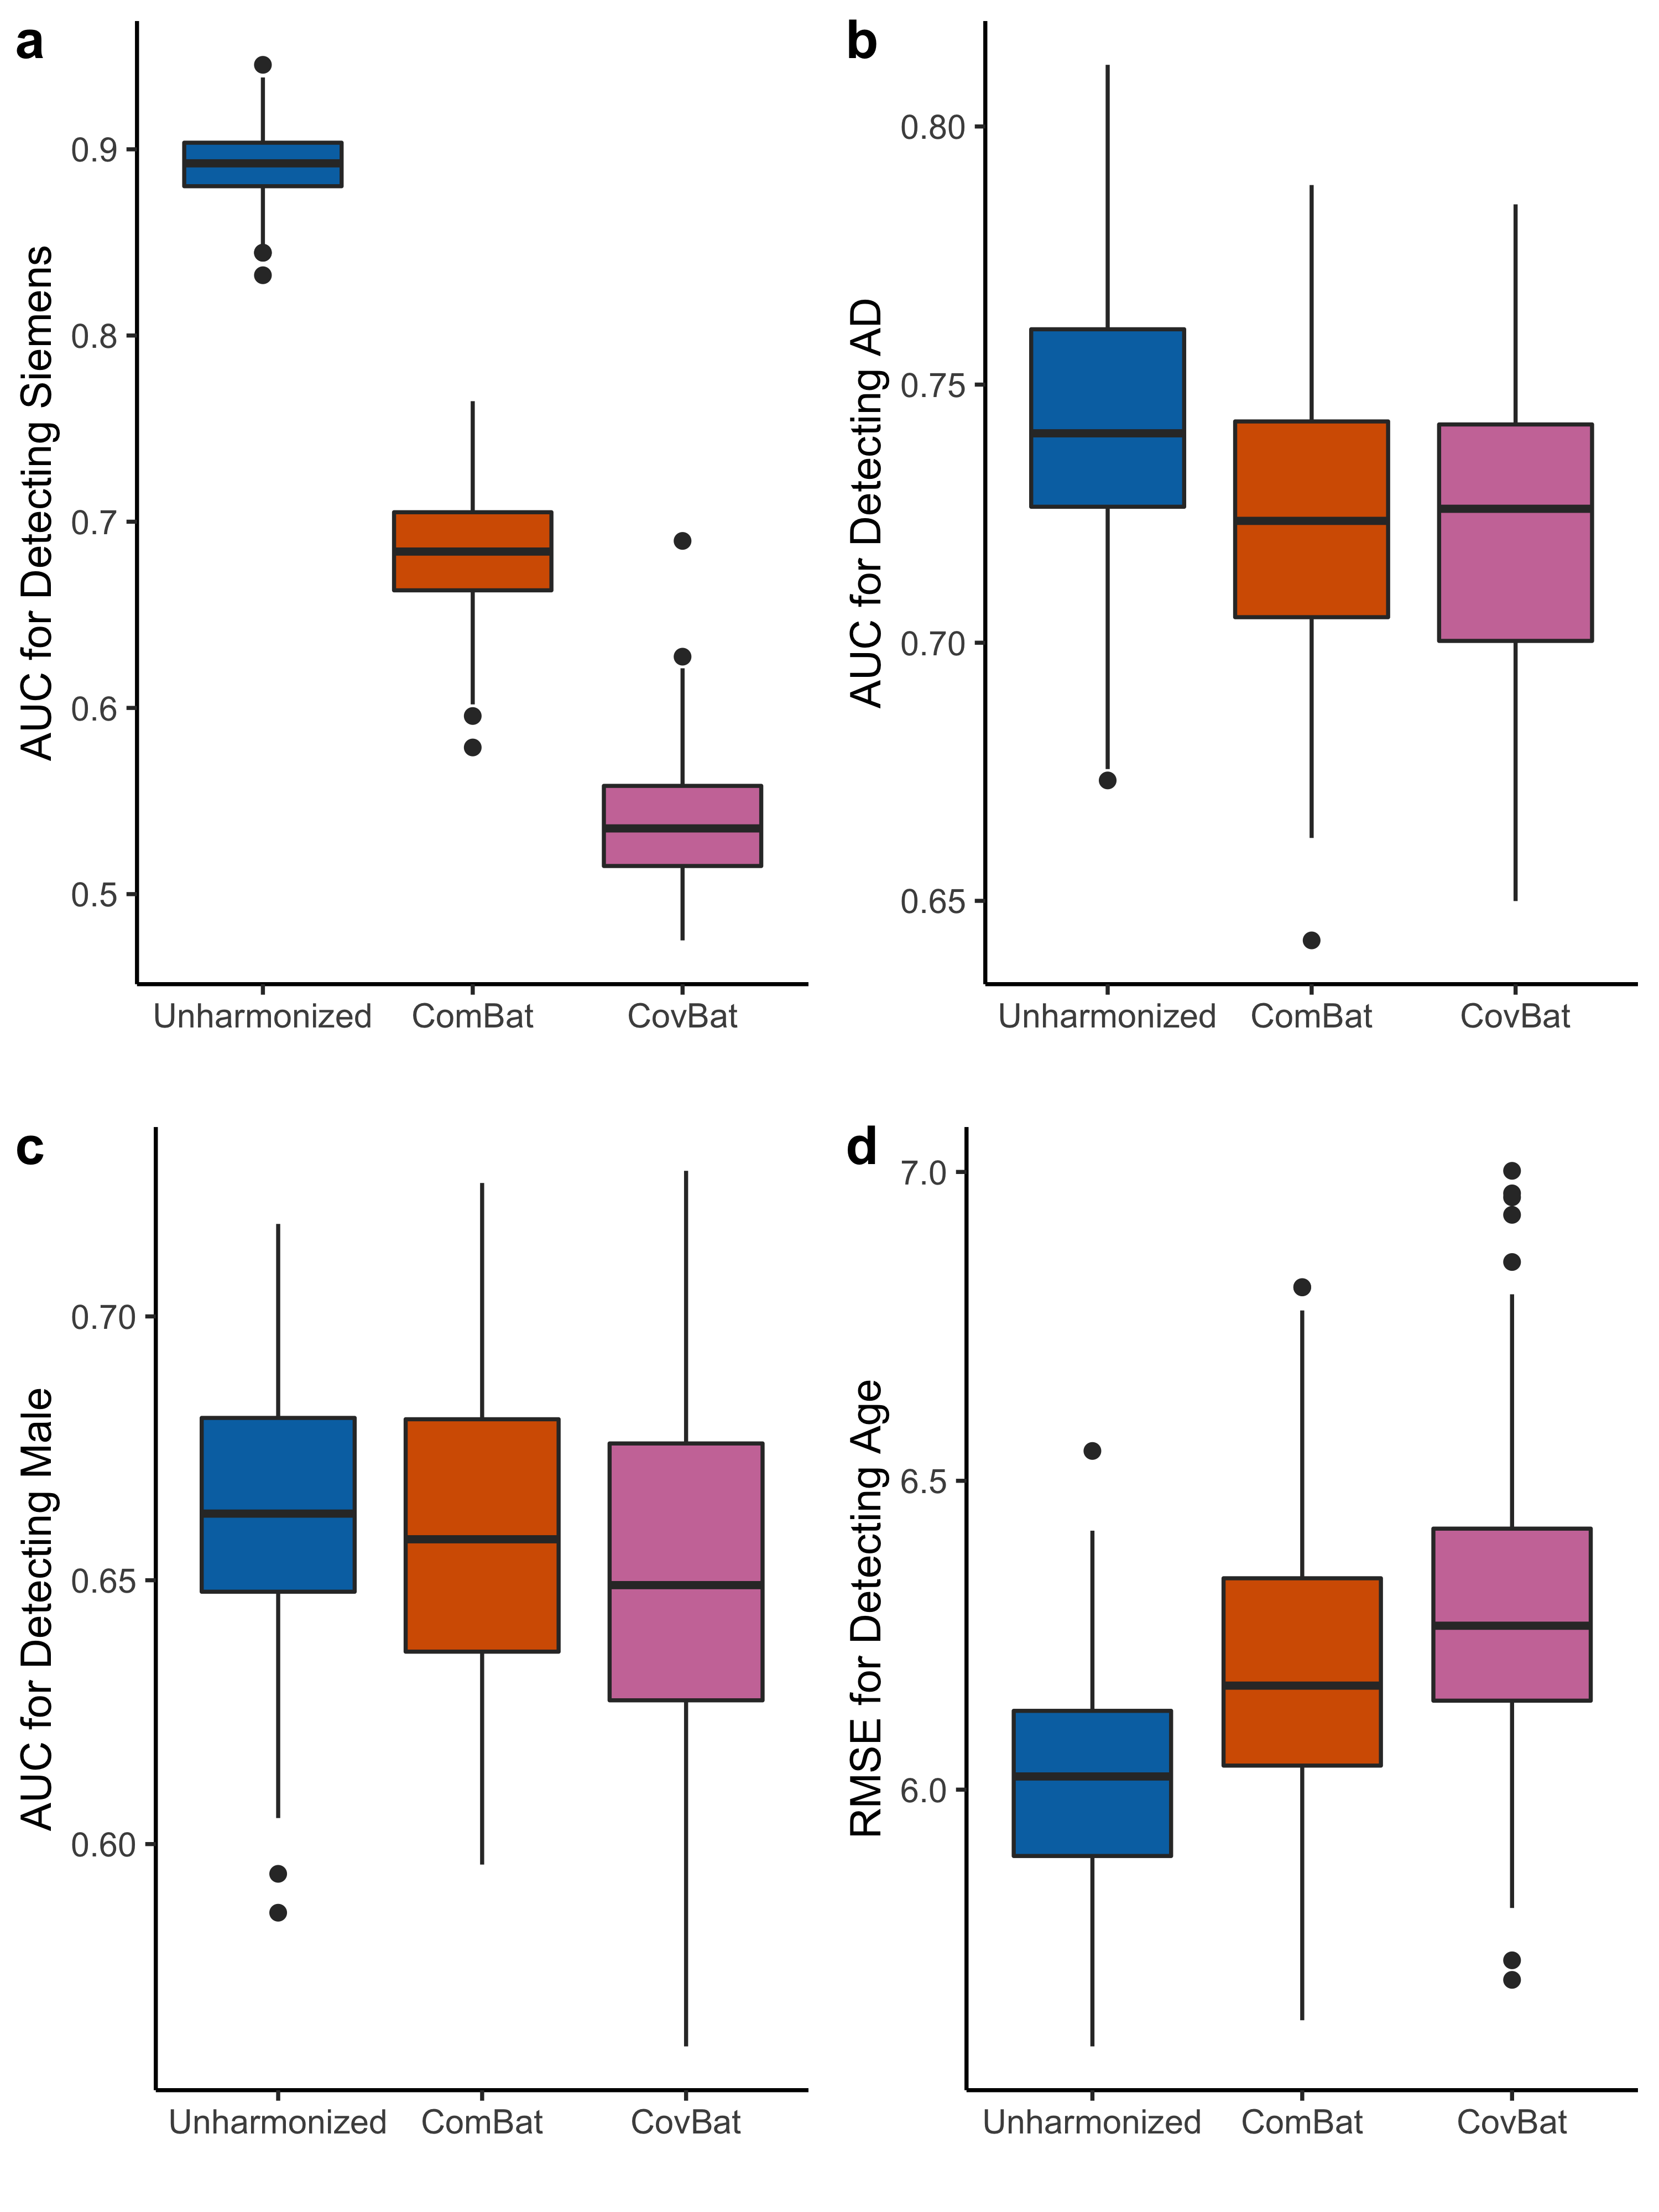 a
AUC for Detecting Siemens
0.9
0.8
0.7
0.6
0.5
Unharmonized ComBat CovBat
b
AUC for Detecting AD
0.80
0.75
0.70
0.65
Unharmonized ComBat CovBat
c
AUC for Detecting Male
0.70
0.65
0.60
Unharmonized ComBat CovBat
d
RMSE for Detecting Age
7.0
6.5
6.0
Unharmonized ComBat CovBat